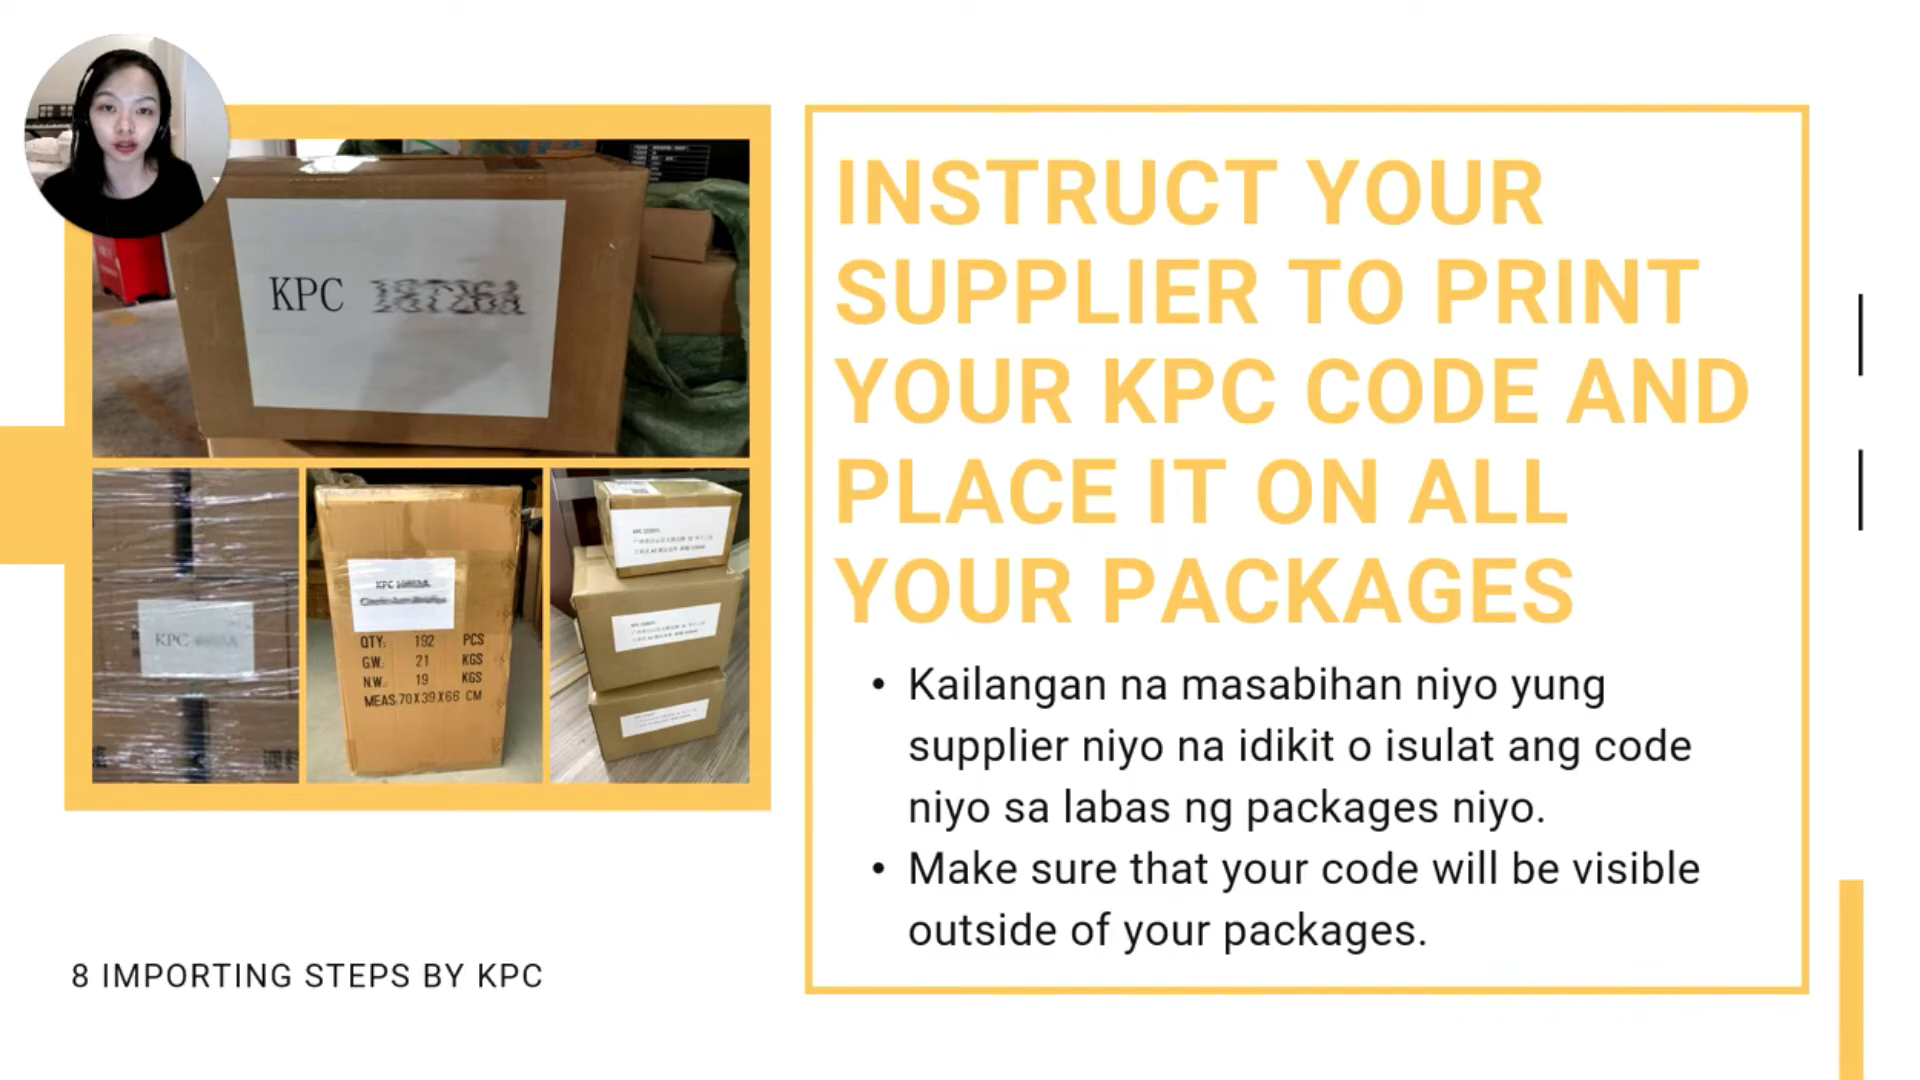 KPC
KPC
KPC
QTY: 192 PCS
G.W.: 21 KGS
N.W.: 19 KGS
MEAS: 70X39X66 CM
KPC
INSTRUCT YOUR
SUPPLIER TO PRINT
YOUR KPC CODE AND
PLACE IT ON ALL
YOUR PACKAGES
• Kailangan na masabihan niyo yung
supplier niyo na idikit o isulat ang code
niyo sa labas ng packages niyo.
• Make sure that your code will be visible
outside of your packages.
8 IMPORTING STEPS BY KPC